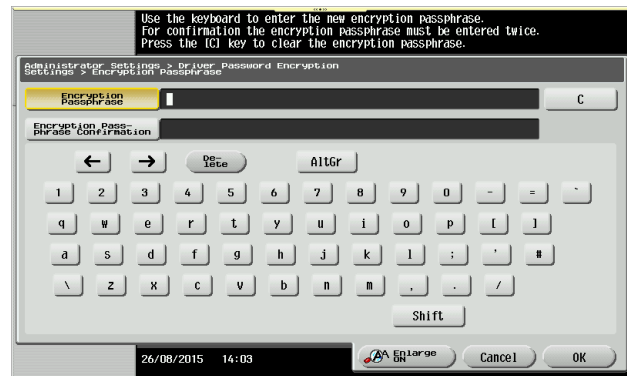 Use the keyboard to enter the new encryption passphrase.
For confirmation the encryption passphrase must be entered twice.
Press the [C] key to clear the encryption passphrase.
Administrator Settings > Driver Password Encryption
Settings > Encryption Passphrase
Encryption
Passphrase
C
Encryption Pass-
phrase Confirmation
← → De-
lete AltGr
1 2 3 4 5 6 7 8 9 0 - = `
q w e r t y u i o p [ ]
a s d f g h j k l ; ' #
\ z x c v b n m , . /
Shift
26/08/2015 14:03
AA Enlarge
ON
Cancel
OK